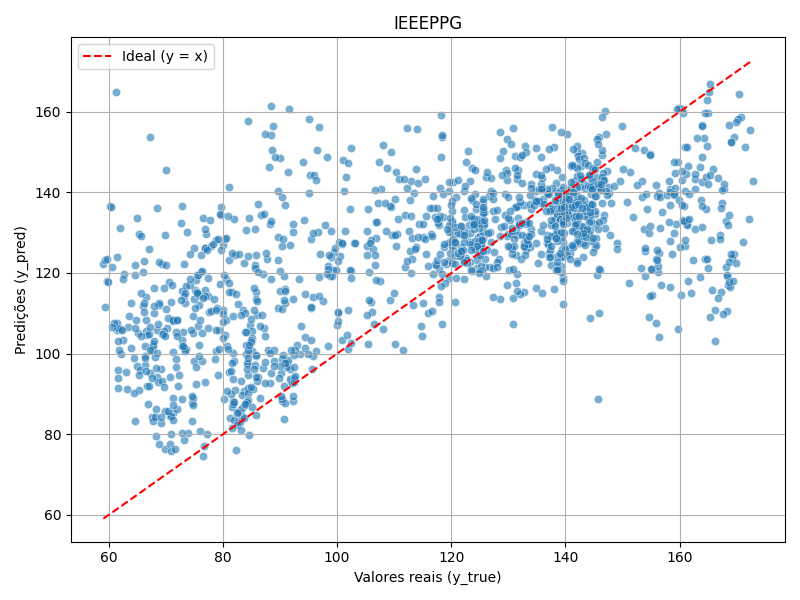 IEEEPPG
Ideal (y = x)
160
140
120
100
80
60
Predições (y_pred)
60 80 100 120 140 160
Valores reais (y_true)